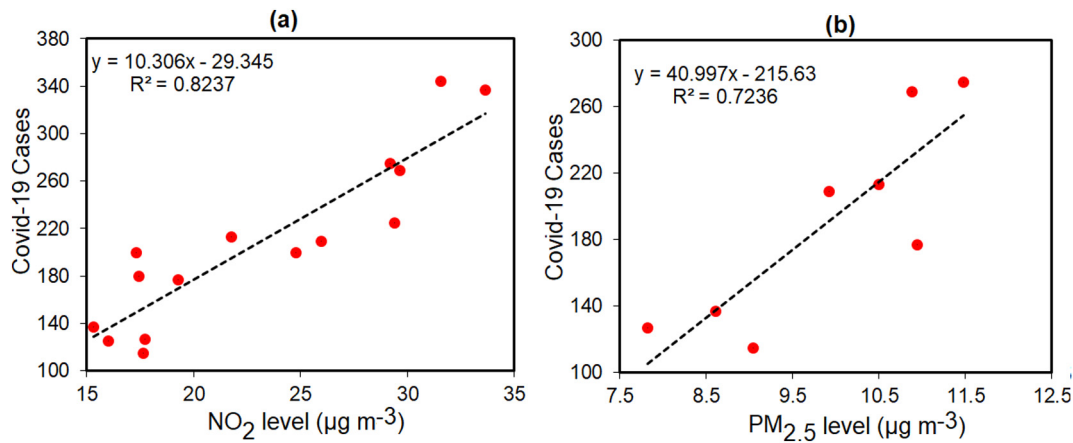 (a)
380
340
300
260
220
180
140
100
Covid-19 Cases
y = 10.306x - 29.345
R² = 0.8237
15 20 25 30 35
NO₂ level (µg m⁻³)
(b)
300
260
220
180
140
100
Covid-19 Cases
y = 40.997x - 215.63
R² = 0.7236
7.5 8.5 9.5 10.5 11.5 12.5
PM₂.₅ level (µg m⁻³)